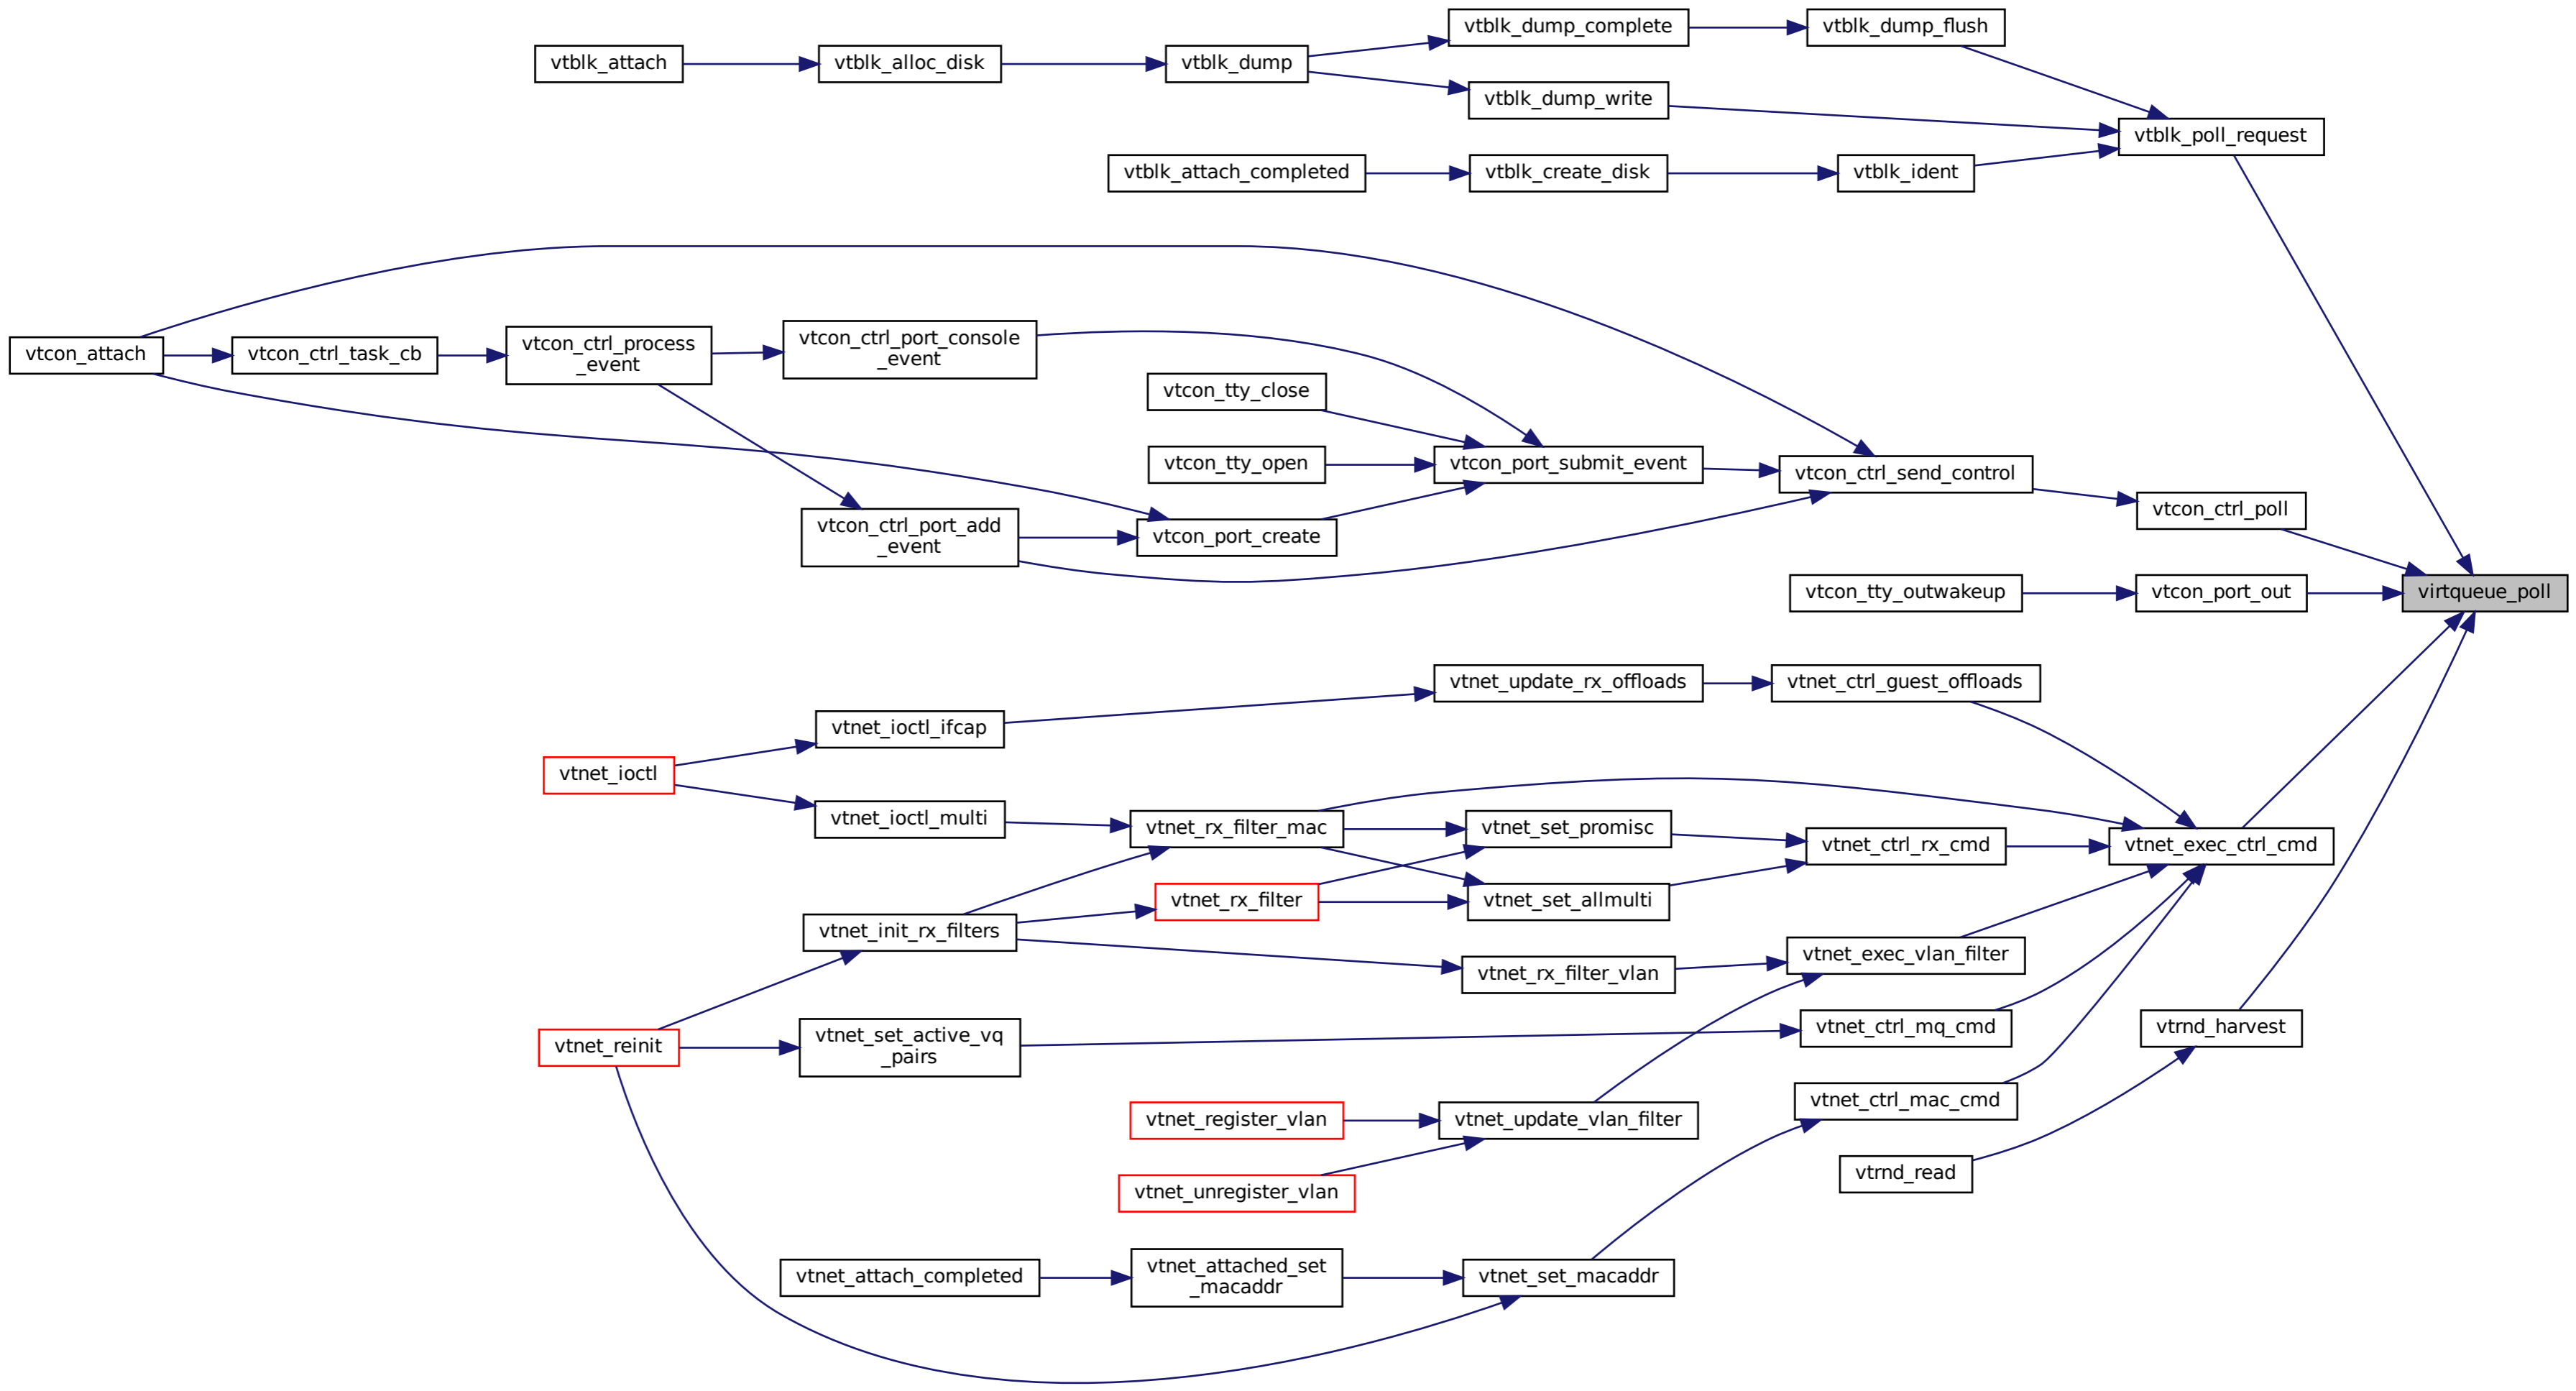 vtblk_dump_complete
vtblk_dump_flush
vtblk_attach
vtblk_alloc_disk
vtblk_dump
vtblk_dump_write
vtblk_poll_request
vtblk_attach_completed
vtblk_create_disk
vtblk_ident
vtcon_attach
vtcon_ctrl_task_cb
vtcon_ctrl_process
_event
vtcon_ctrl_port_console
_event
vtcon_tty_close
vtcon_tty_open
vtcon_port_submit_event
vtcon_ctrl_send_control
vtcon_ctrl_poll
vtcon_ctrl_port_add
_event
vtcon_port_create
vtcon_tty_outwakeup
vtcon_port_out
virtqueue_poll
vtnet_update_rx_offloads
vtnet_ctrl_guest_offloads
vtnet_ioctl_ifcap
vtnet_ioctl
vtnet_ioctl_multi
vtnet_rx_filter_mac
vtnet_set_promisc
vtnet_ctrl_rx_cmd
vtnet_exec_ctrl_cmd
vtnet_rx_filter
vtnet_set_allmulti
vtnet_init_rx_filters
vtnet_exec_vlan_filter
vtnet_rx_filter_vlan
vtnet_reinit
vtnet_set_active_vq
_pairs
vtnet_ctrl_mq_cmd
vtrnd_harvest
vtnet_register_vlan
vtnet_update_vlan_filter
vtnet_ctrl_mac_cmd
vtnet_unregister_vlan
vtrnd_read
vtnet_attach_completed
vtnet_attached_set
_macaddr
vtnet_set_macaddr